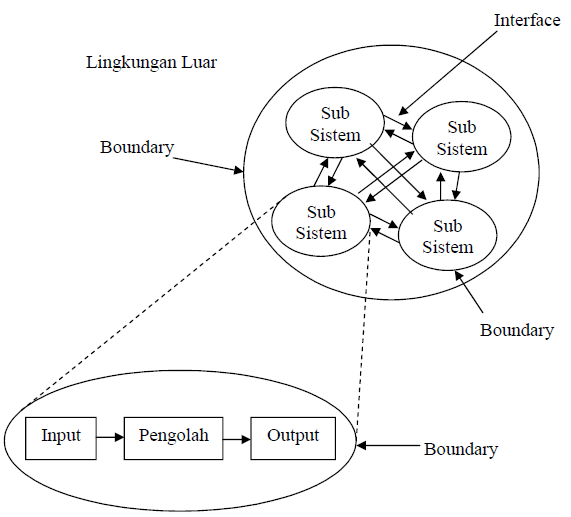 Interface
Lingkungan Luar
Sub
Sistem
Sub
Sistem
Boundary
Sub
Sistem
Sub
Sistem
Boundary
Input
Pengolah
Output
Boundary